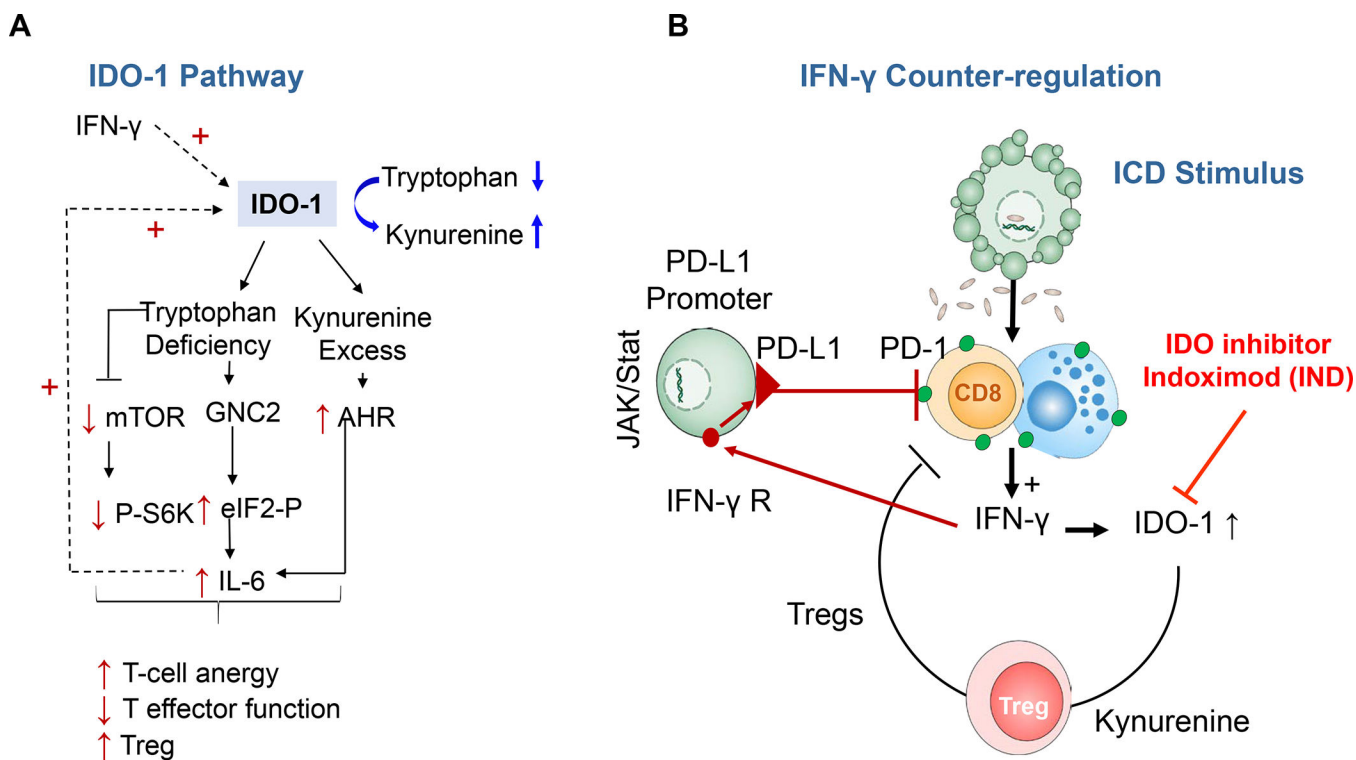 A
IDO-1 Pathway
IFN-γ
+
IDO-1
Tryptophan ↓
Kynurenine ↑
+
Tryptophan
Deficiency
Kynurenine
Excess
+
↓ mTOR
GNC2
↑ AHR
↓ P-S6K
↑ eIF2-P
↑ IL-6
↑ T-cell anergy
↓ T effector function
↑ Treg
B
IFN-γ Counter-regulation
ICD Stimulus
PD-L1
Promoter
JAK/Stat
PD-L1
PD-1
CD8
IDO inhibitor
Indoximod (IND)
IFN-γ R
+
IFN-γ
IDO-1 ↑
Tregs
Treg
Kynurenine